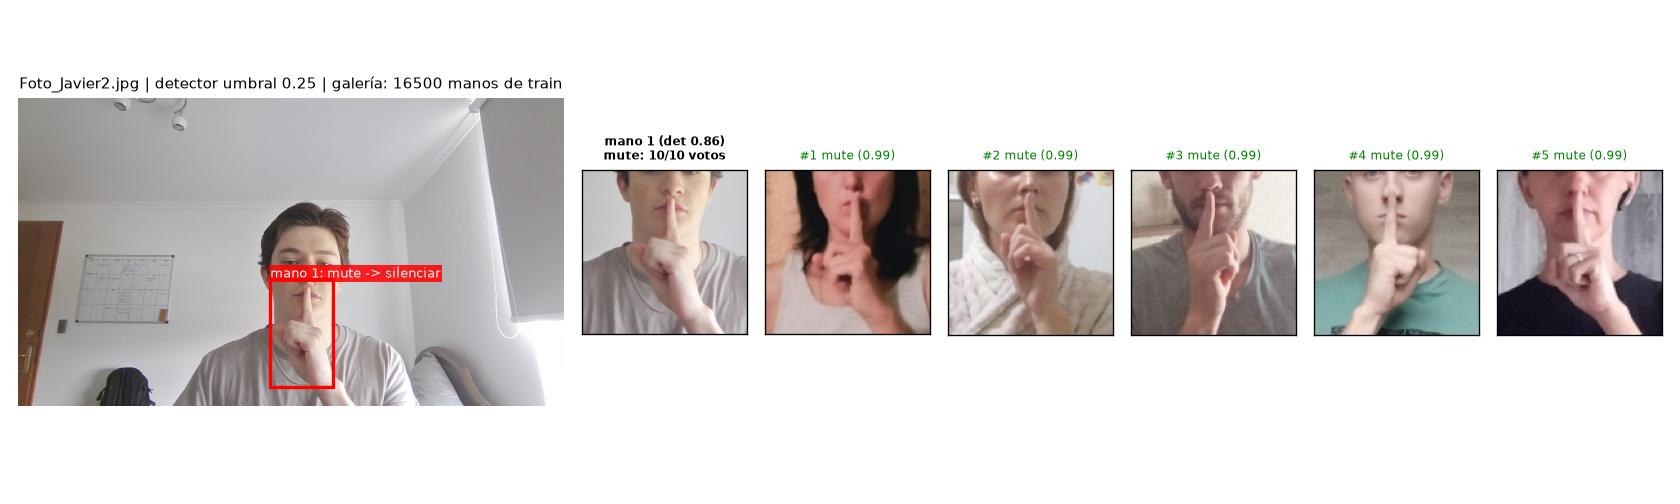 Foto_Javier2.jpg | detector umbral 0.25 | galería: 16500 manos de train
mano 1: mute -> silenciar
mano 1 (det 0.86)
mute: 10/10 votos
#1 mute (0.99)
#2 mute (0.99)
#3 mute (0.99)
#4 mute (0.99)
#5 mute (0.99)